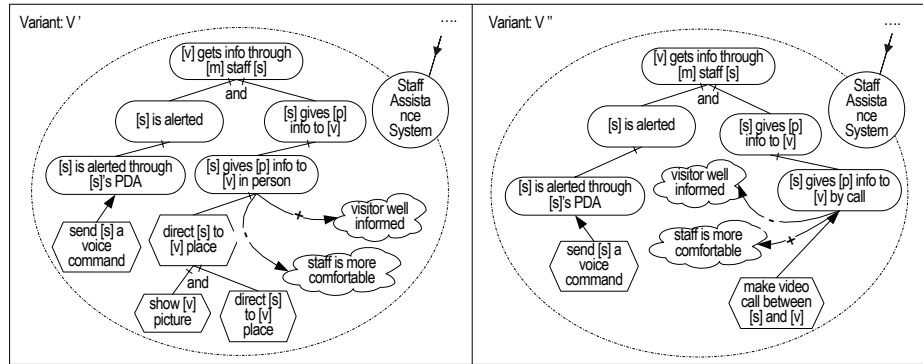 Variant: V '
....
[v] gets info through
[m] staff [s]
and
Staff
Assista
nce
System
[s] is alerted
[s] gives [p]
info to [v]
[s] is alerted through
[s]'s PDA
[s] gives [p] info to
[v] in person
visitor well
informed
send [s] a
voice
command
direct [s] to
[v] place
staff is more
comfortable
and
show [v]
picture
direct [s]
to [v]
place
Variant: V "
....
[v] gets info through
[m] staff [s]
and
Staff
Assista
nce
System
[s] is alerted
[s] gives [p]
info to [v]
visitor well
informed
[s] is alerted through
[s]'s PDA
[s] gives [p] info to
[v] by call
staff is more
comfortable
send [s] a
voice
command
make video
call between
[s] and [v]